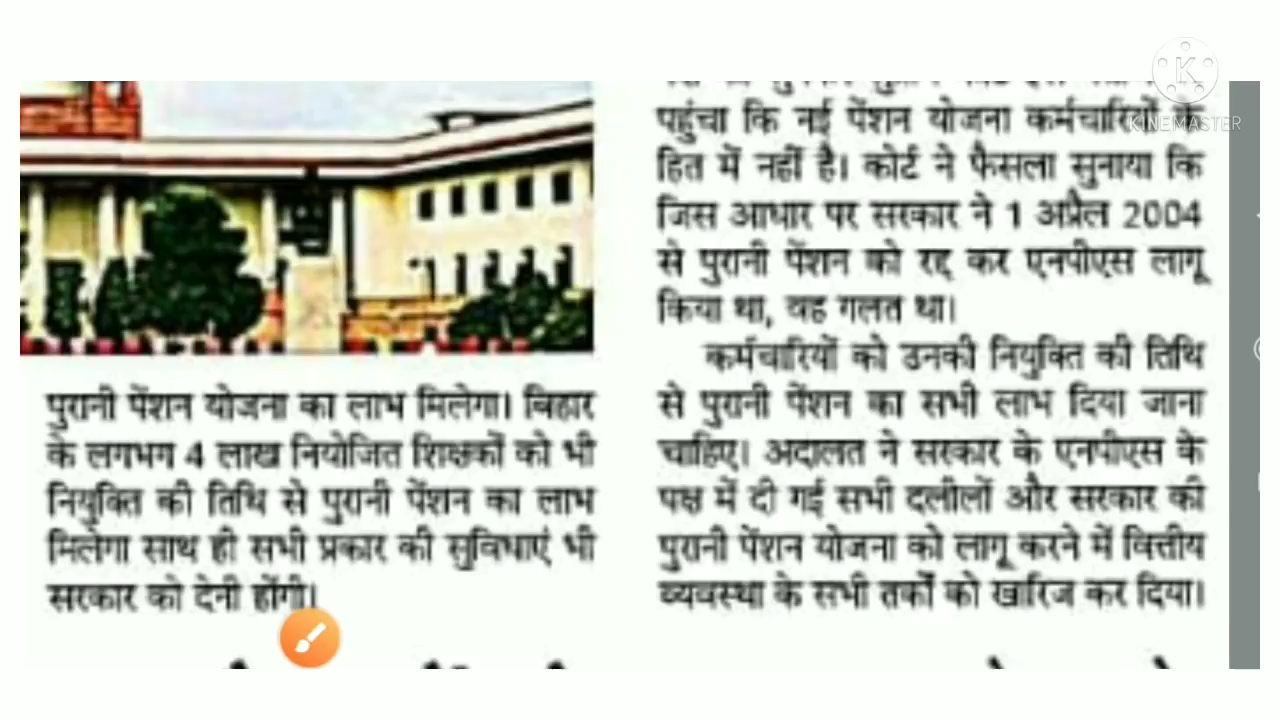 पुरानी पेंशन योजना का लाभ मिलेगा। बिहार
के लगभग 4 लाख नियोजित शिक्षकों को भी
नियुक्ति की तिथि से पुरानी पेंशन का लाभ
मिलेगा साथ ही सभी प्रकार की सुविधाएं भी
सरकार को देनी होंगी।
पहुंचा कि नई पेंशन योजना कर्मचारियों के
हित में नहीं है। कोर्ट ने फैसला सुनाया कि
जिस आधार पर सरकार ने 1 अप्रैल 2004
से पुरानी पेंशन को रद्द कर एनपीएस लागू
किया था, वह गलत था।
कर्मचारियों को उनकी नियुक्ति की तिथि
से पुरानी पेंशन का सभी लाभ दिया जाना
चाहिए। अदालत ने सरकार के एनपीएस के
पक्ष में दी गई सभी दलीलों और सरकार की
पुरानी पेंशन योजना को लागू करने में वित्तीय
व्यवस्था के सभी तर्कों को खारिज कर दिया।
K
KINEMASTER